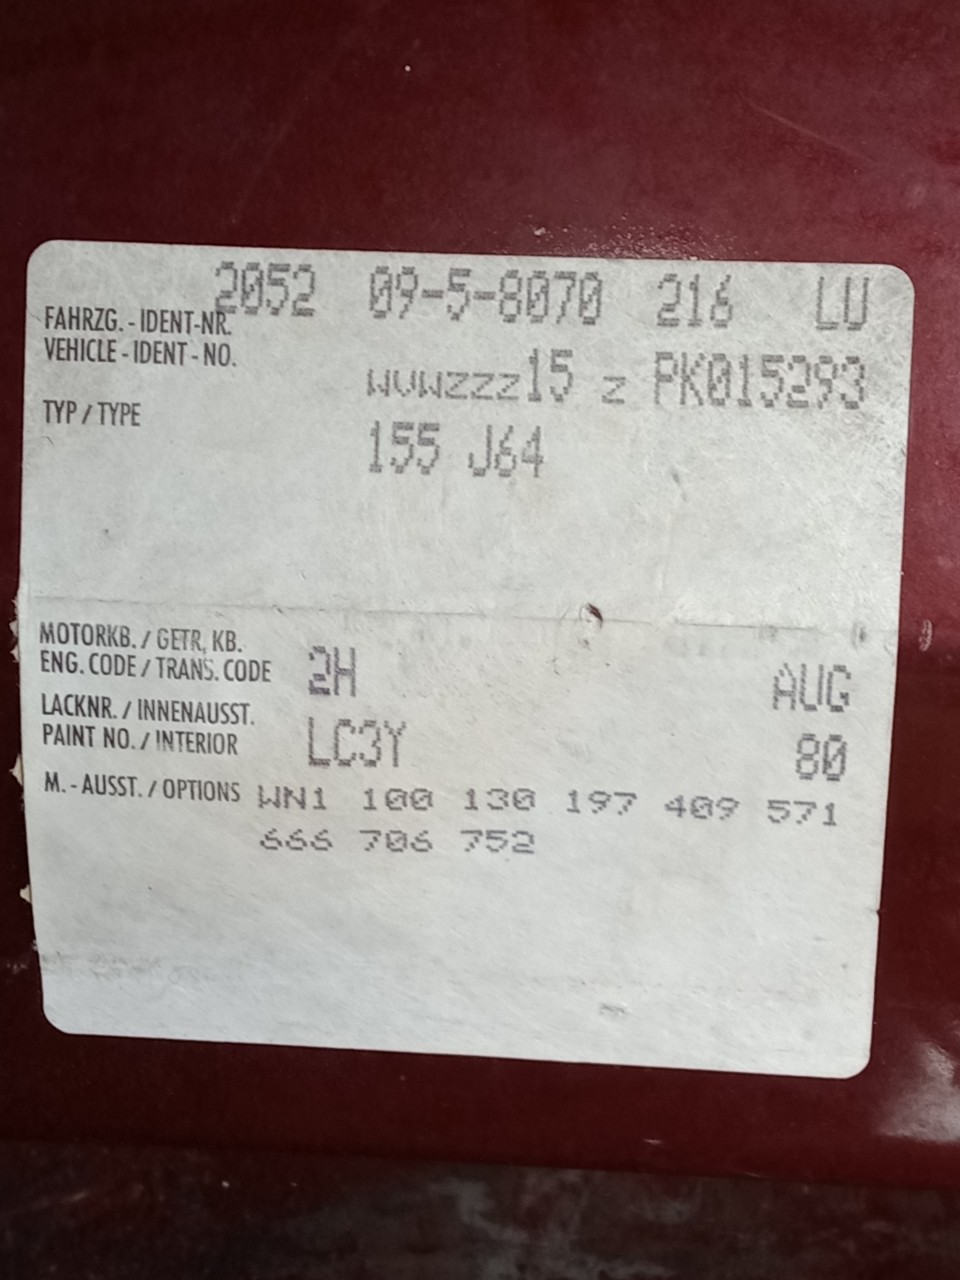 2052 09-5-8070 216 LU
FAHRZG. - IDENT-NR.
VEHICLE - IDENT - NO.
WVWZZZ15 Z PK015293
TYP / TYPE
155 J64
MOTORKB. / GETR. KB.
ENG. CODE / TRANS. CODE 2H AUG
LACKNR. / INNENAUSST.
PAINT NO. / INTERIOR LC3Y 80
M. - AUSST. / OPTIONS WN1 100 130 197 409 571
666 706 752